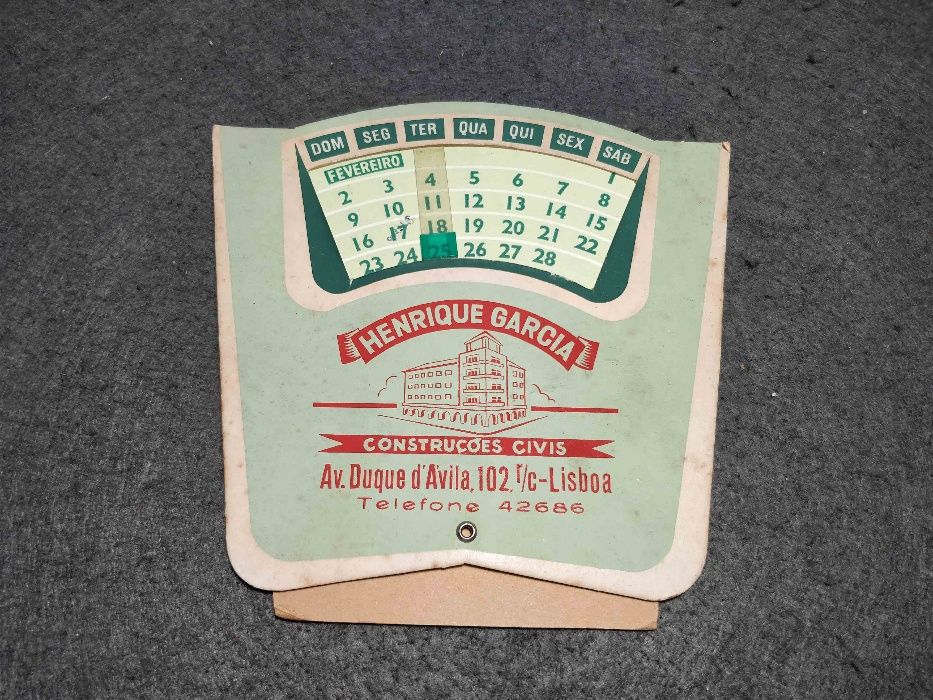 DOM SEG TER QUA QUI SEX SÁB
FEVEREIRO 1
2 3 4 5 6 7 8
9 10 11 12 13 14 15
16 17 18 19 20 21 22
23 24 25 26 27 28
HENRIQUE GARCIA
CONSTRUÇÕES CIVIS
Av. Duque d'Ávila, 102, r/c-Lisboa
Telefone 42686